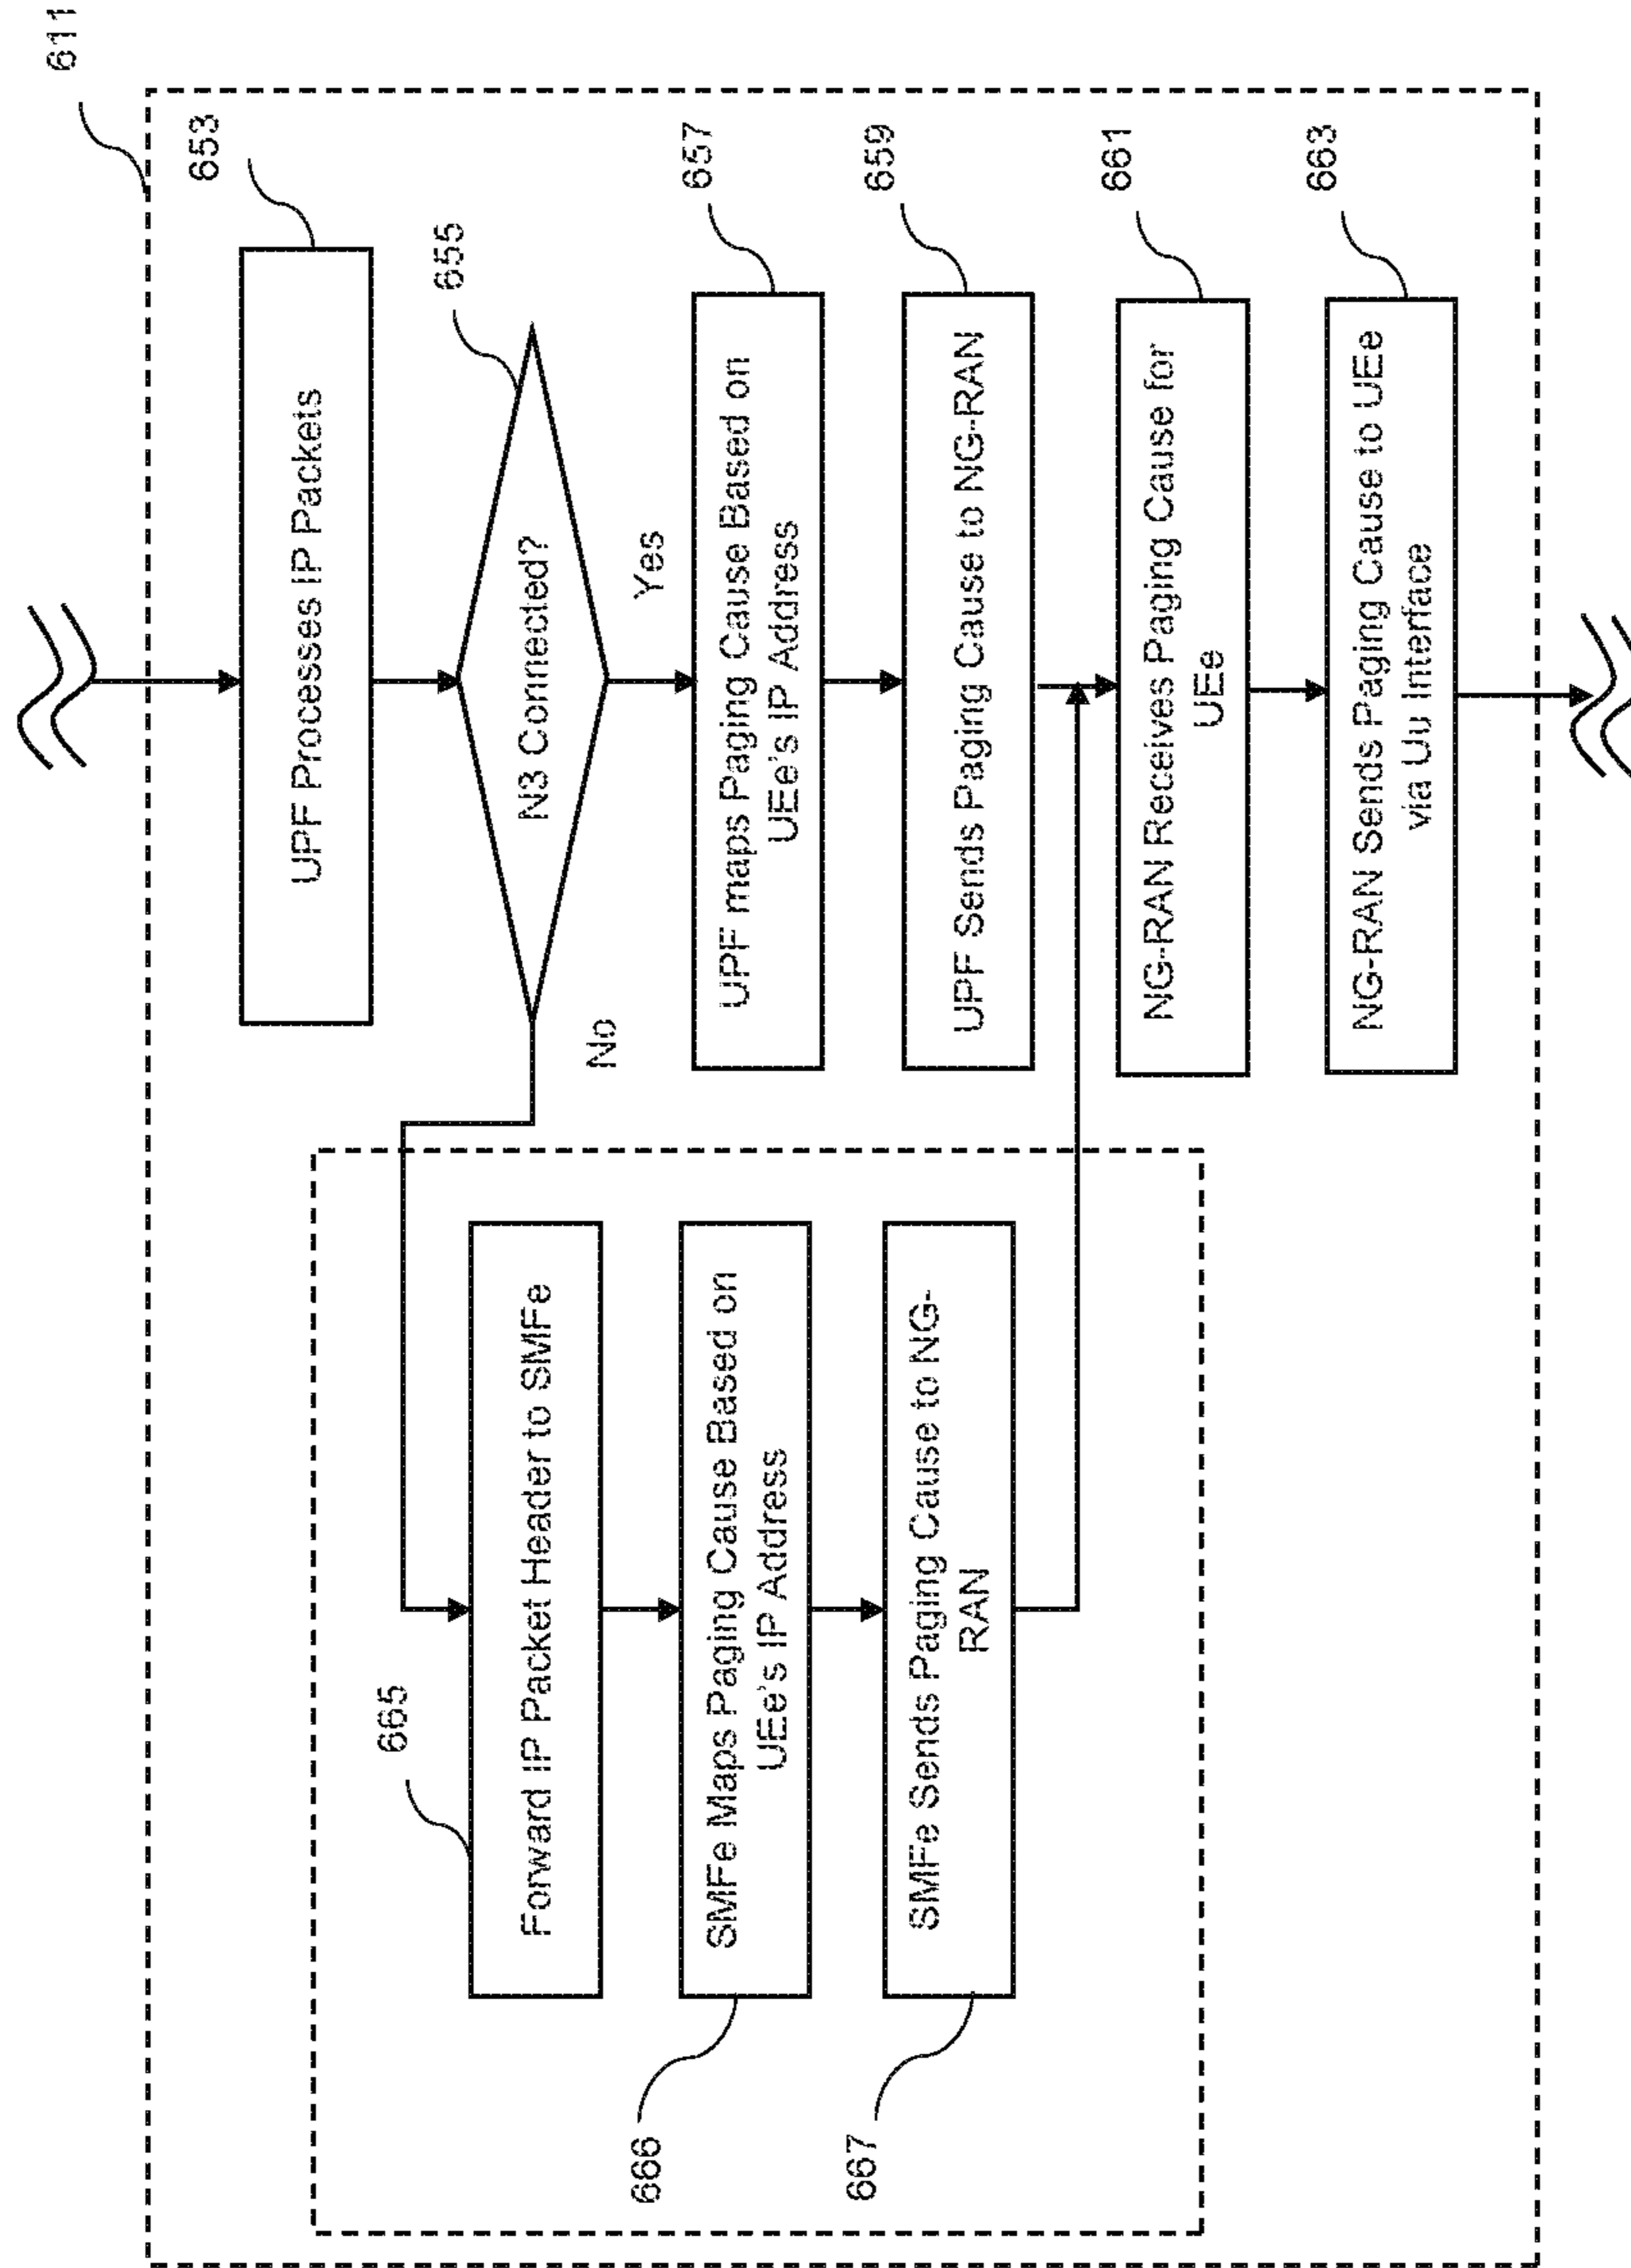 611
653
UPF Processes IP Packets
655
N3 Connected?
Yes
No
657
UPF maps Paging Cause Based on
UEe's IP Address
659
UPF Sends Paging Cause to NG-RAN
661
NG-RAN Receives Paging Cause for
UEe
663
NG-RAN Sends Paging Cause to UEe
via Uu Interface
665
Forward IP Packet Header to SMFe
666
SMFe Maps Paging Cause Based on
UEe's IP Address
667
SMFe Sends Paging Cause to NG-
RAN